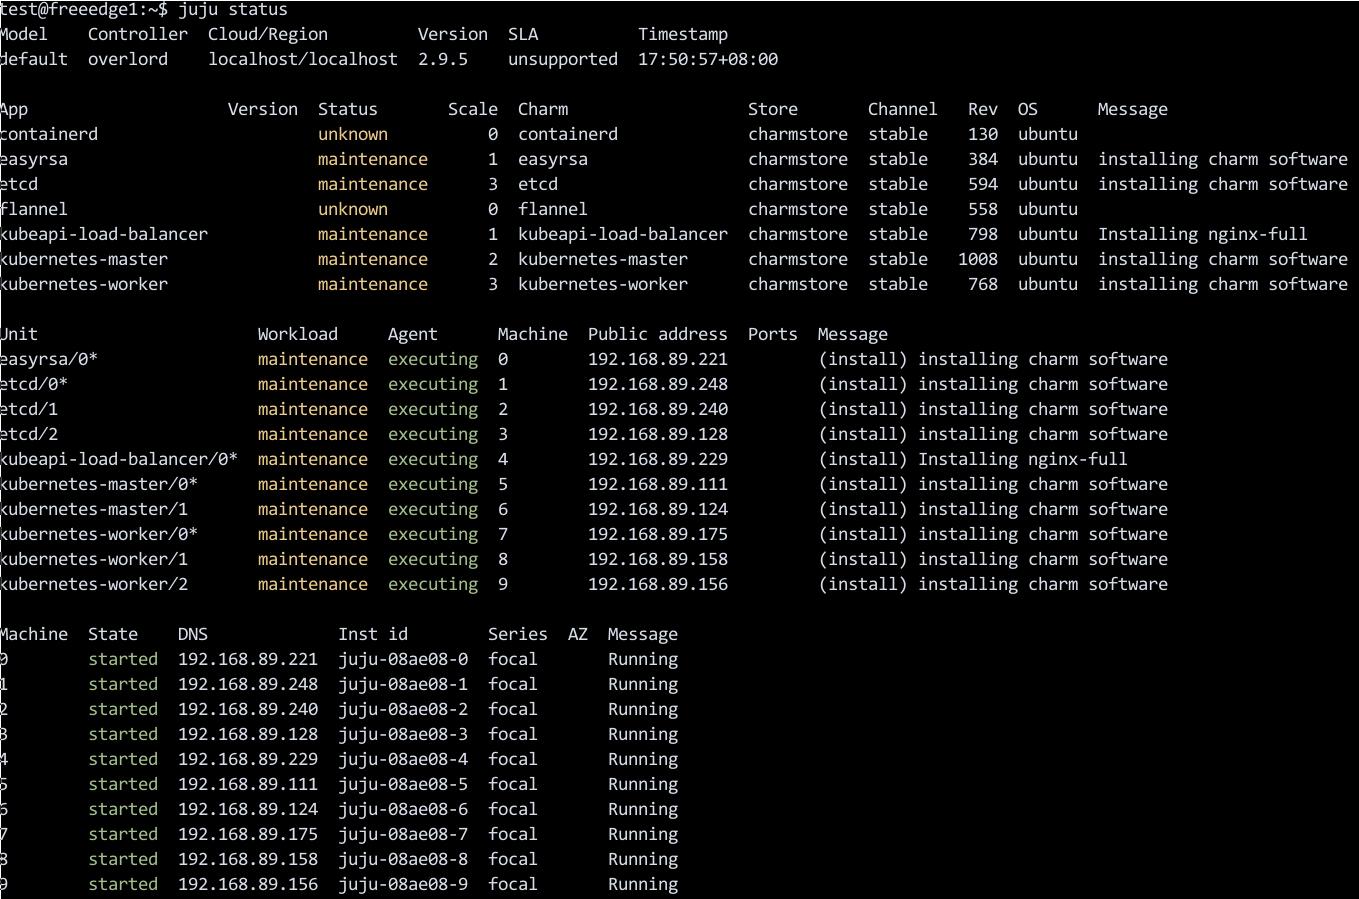 test@freeedge1:~$ juju status
Model    Controller  Cloud/Region         Version  SLA          Timestamp
default  overlord    localhost/localhost  2.9.5    unsupported  17:50:57+08:00

App                    Version  Status       Scale  Charm                  Store       Channel   Rev  OS      Message
containerd                      unknown          0  containerd             charmstore  stable    130  ubuntu
easyrsa                         maintenance      1  easyrsa                charmstore  stable    384  ubuntu  installing charm software
etcd                            maintenance      3  etcd                   charmstore  stable    594  ubuntu  installing charm software
flannel                         unknown          0  flannel                charmstore  stable    558  ubuntu
kubeapi-load-balancer           maintenance      1  kubeapi-load-balancer  charmstore  stable    798  ubuntu  Installing nginx-full
kubernetes-master               maintenance      2  kubernetes-master      charmstore  stable   1008  ubuntu  installing charm software
kubernetes-worker               maintenance      3  kubernetes-worker      charmstore  stable    768  ubuntu  installing charm software

Unit                      Workload     Agent      Machine  Public address  Ports  Message
easyrsa/0*                maintenance  executing  0        192.168.89.221         (install) installing charm software
etcd/0*                   maintenance  executing  1        192.168.89.248         (install) installing charm software
etcd/1                    maintenance  executing  2        192.168.89.240         (install) installing charm software
etcd/2                    maintenance  executing  3        192.168.89.128         (install) installing charm software
kubeapi-load-balancer/0*  maintenance  executing  4        192.168.89.229         (install) Installing nginx-full
kubernetes-master/0*      maintenance  executing  5        192.168.89.111         (install) installing charm software
kubernetes-master/1       maintenance  executing  6        192.168.89.124         (install) installing charm software
kubernetes-worker/0*      maintenance  executing  7        192.168.89.175         (install) installing charm software
kubernetes-worker/1       maintenance  executing  8        192.168.89.158         (install) installing charm software
kubernetes-worker/2       maintenance  executing  9        192.168.89.156         (install) installing charm software

Machine  State    DNS             Inst id        Series  AZ  Message
0        started  192.168.89.221  juju-08ae08-0  focal       Running
1        started  192.168.89.248  juju-08ae08-1  focal       Running
2        started  192.168.89.240  juju-08ae08-2  focal       Running
3        started  192.168.89.128  juju-08ae08-3  focal       Running
4        started  192.168.89.229  juju-08ae08-4  focal       Running
5        started  192.168.89.111  juju-08ae08-5  focal       Running
6        started  192.168.89.124  juju-08ae08-6  focal       Running
7        started  192.168.89.175  juju-08ae08-7  focal       Running
8        started  192.168.89.158  juju-08ae08-8  focal       Running
9        started  192.168.89.156  juju-08ae08-9  focal       Running